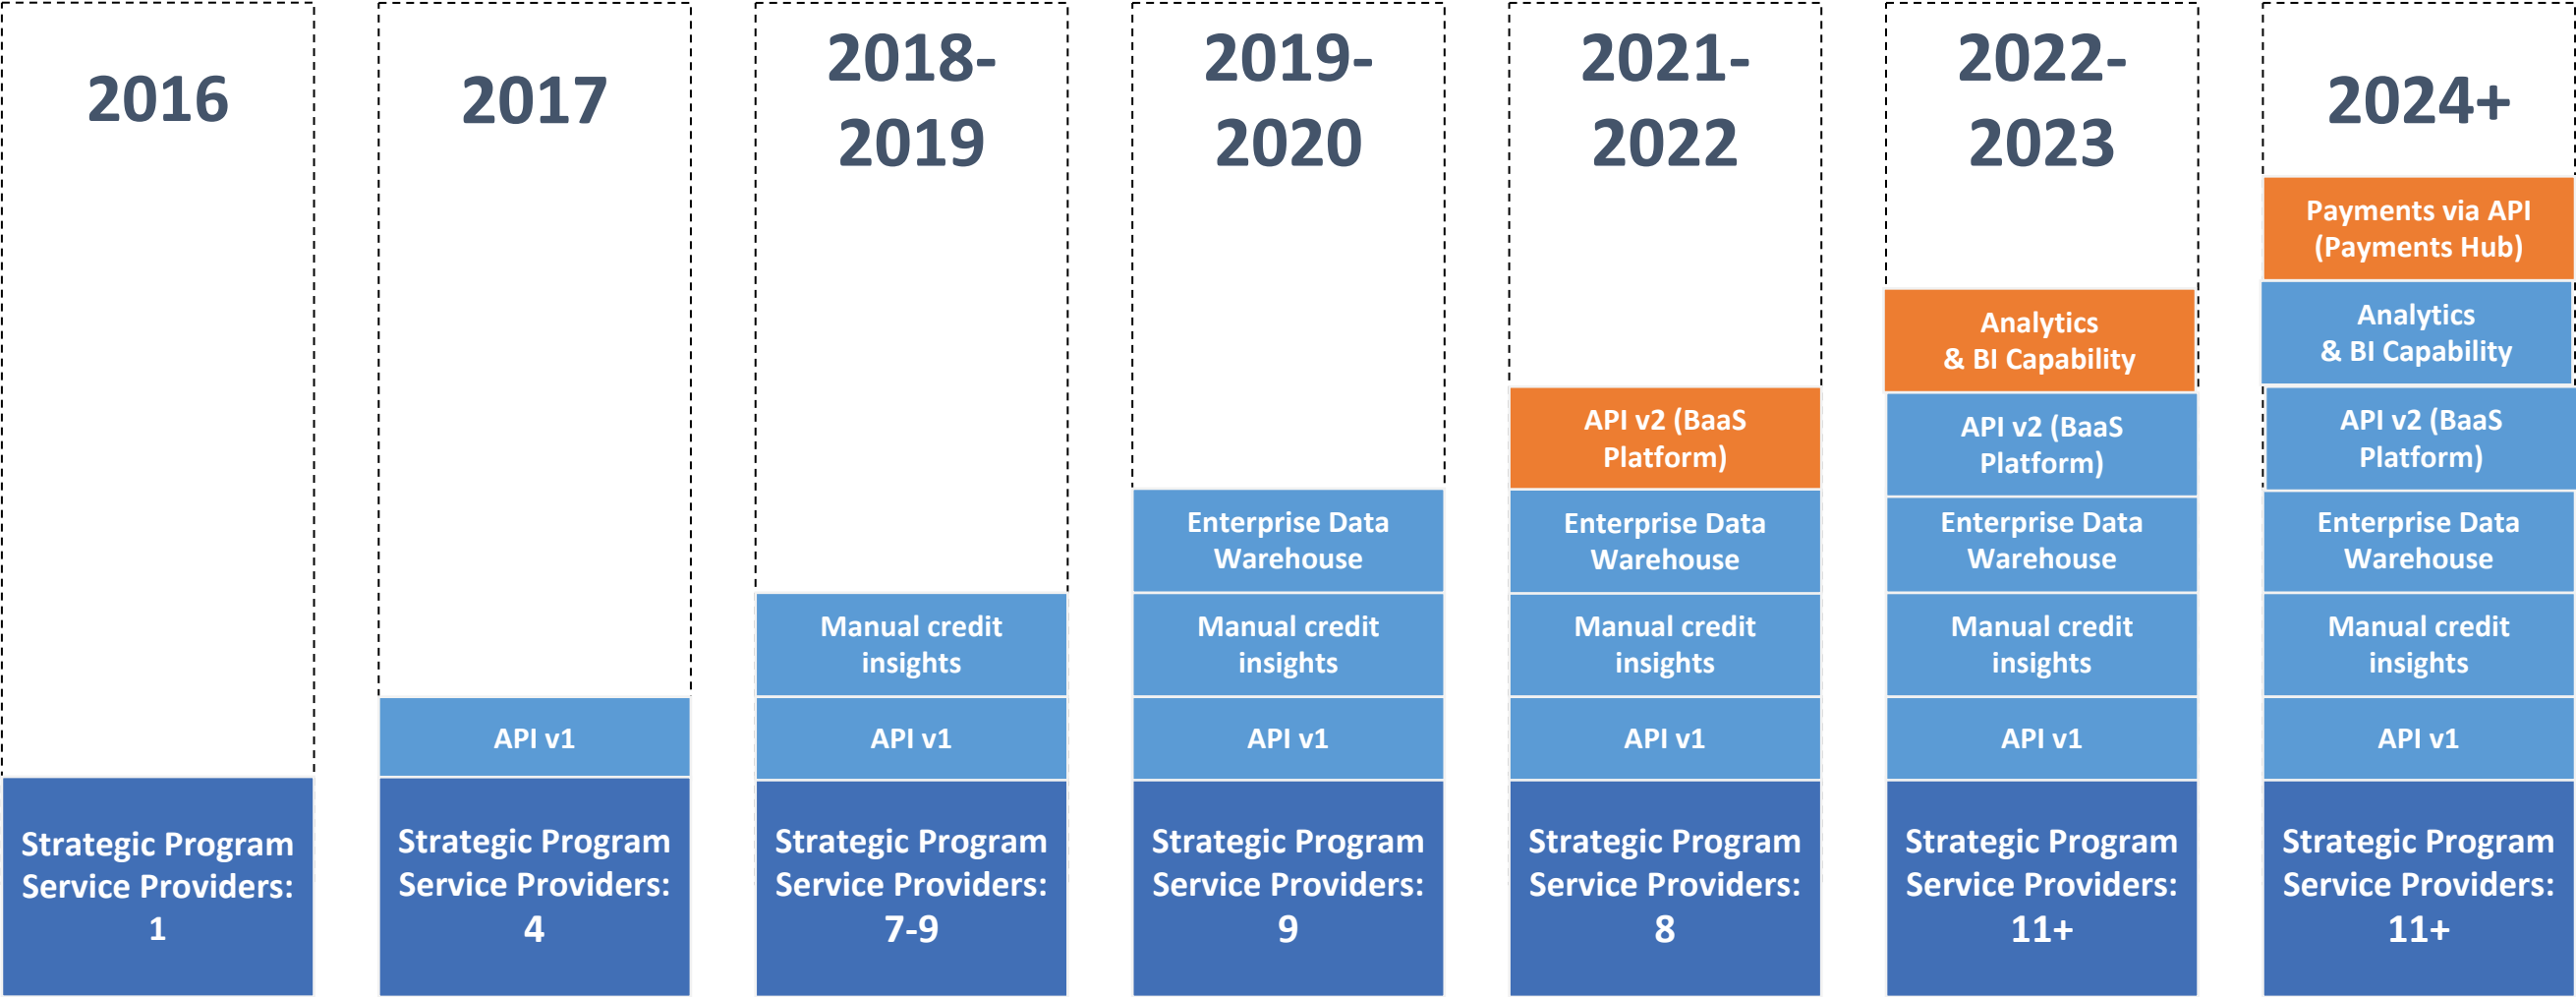 2016
Strategic Program
Service Providers:
1
2017
API v1
Strategic Program
Service Providers:
4
2018-
2019
Manual credit
insights
API v1
Strategic Program
Service Providers:
7-9
2019-
2020
Enterprise Data
Warehouse
Manual credit
insights
API v1
Strategic Program
Service Providers:
9
2021-
2022
API v2 (BaaS
Platform)
Enterprise Data
Warehouse
Manual credit
insights
API v1
Strategic Program
Service Providers:
8
2022-
2023
Analytics
& BI Capability
API v2 (BaaS
Platform)
Enterprise Data
Warehouse
Manual credit
insights
API v1
Strategic Program
Service Providers:
11+
2024+
Payments via API
(Payments Hub)
Analytics
& BI Capability
API v2 (BaaS
Platform)
Enterprise Data
Warehouse
Manual credit
insights
API v1
Strategic Program
Service Providers:
11+